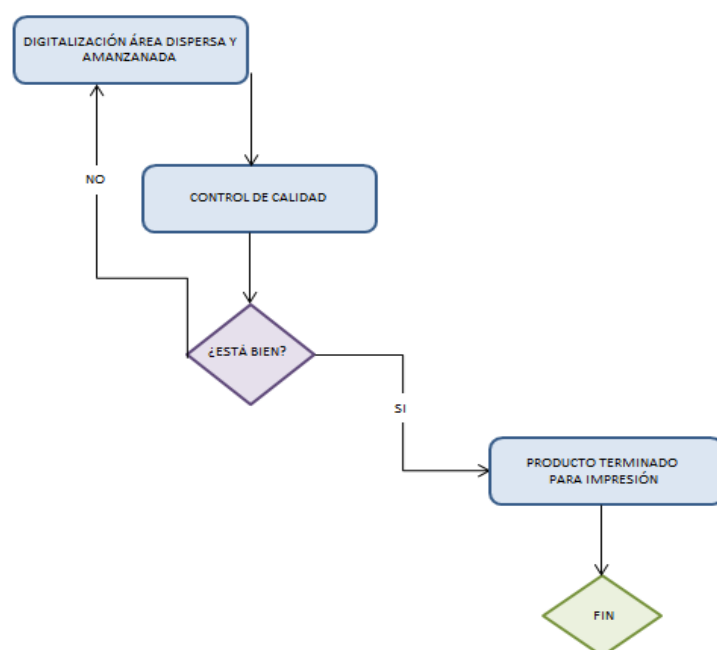 DIGITALIZACIÓN ÁREA DISPERSA Y
AMANZANADA
NO
CONTROL DE CALIDAD
¿ESTÁ BIEN?
SI
PRODUCTO TERMINADO
PARA IMPRESIÓN
FIN